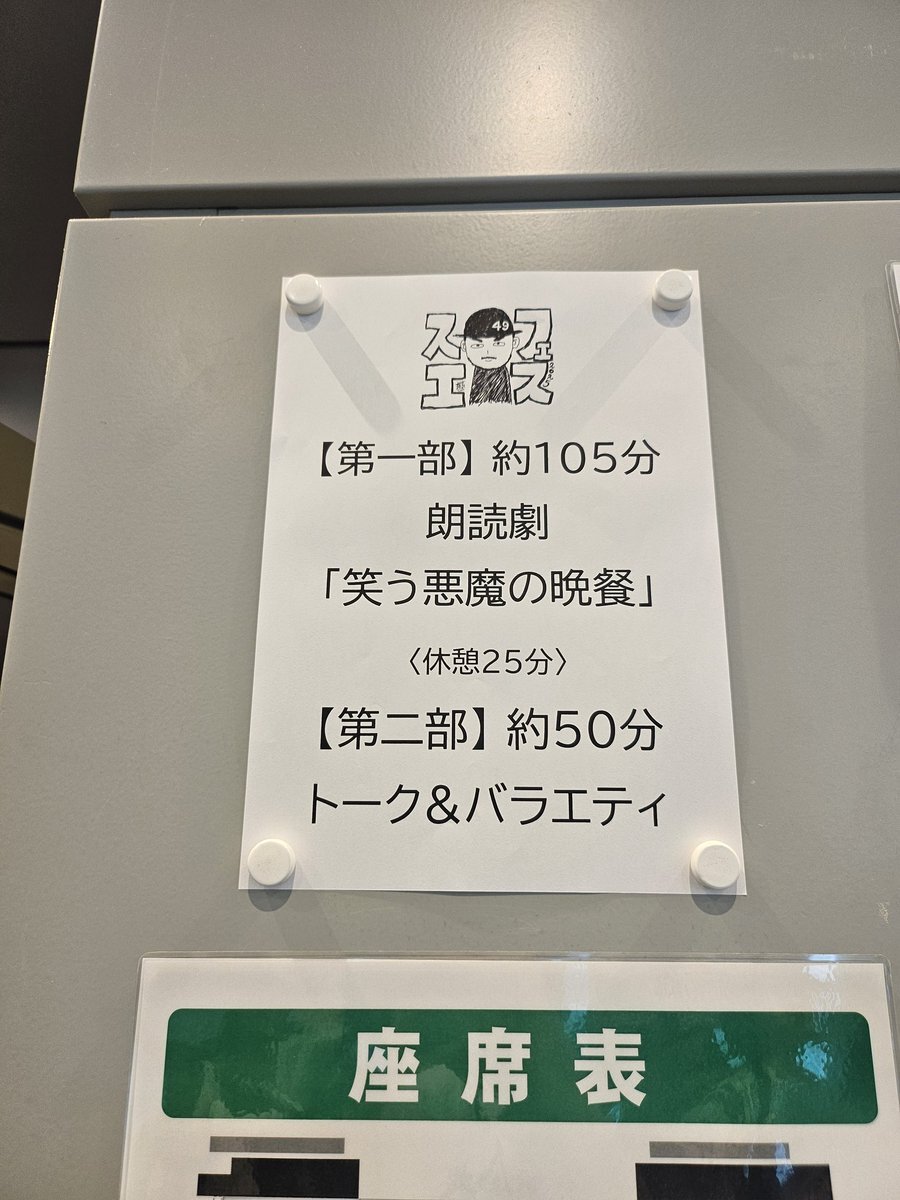 スエ フェス
49
2025
【第一部】約105分
朗読劇
「笑う悪魔の晩餐」
〈休憩25分〉
【第二部】約50分
トーク&バラエティ
座席表